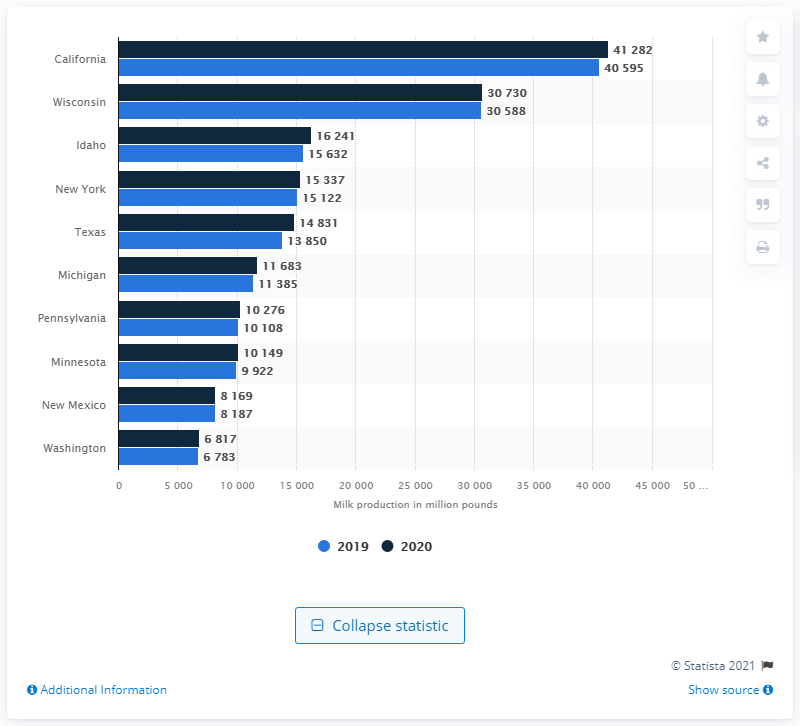 California
41 282
40 595
Wisconsin
30 730
30 588
Idaho
16 241
15 632
New York
15 337
15 122
Texas
14 831
13 850
Michigan
11 683
11 385
Pennsylvania
10 276
10 108
Minnesota
10 149
9 922
New Mexico
8 169
8 187
Washington
6 817
6 783
0 5 000 10 000 15 000 20 000 25 000 30 000 35 000 40 000 45 000 50 ...
Milk production in million pounds
2019 2020
Collapse statistic
© Statista 2021
Additional Information Show source